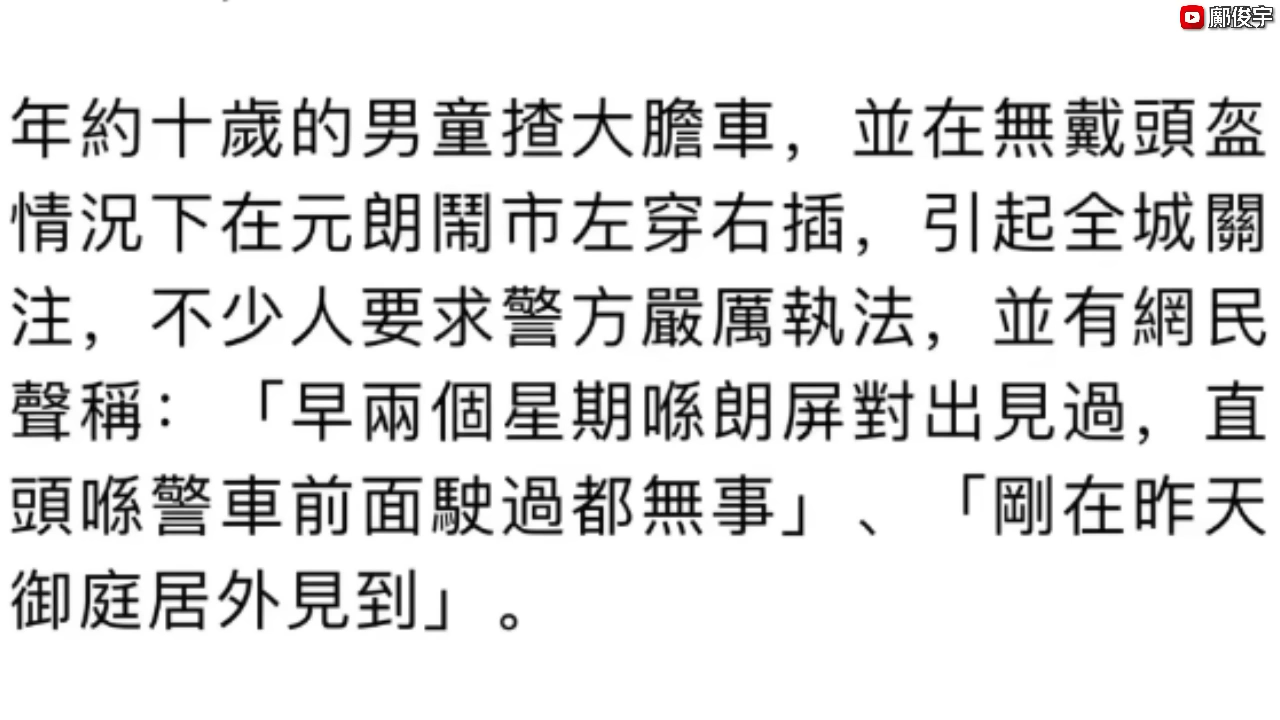 鄺俊宇
年約十歲的男童揸大膽車，並在無戴頭盔
情況下在元朗鬧市左穿右插，引起全城關
注，不少人要求警方嚴厲執法，並有網民
聲稱：「早兩個星期喺朗屏對出見過，直
頭喺警車前面駛過都無事」、「剛在昨天
御庭居外見到」。